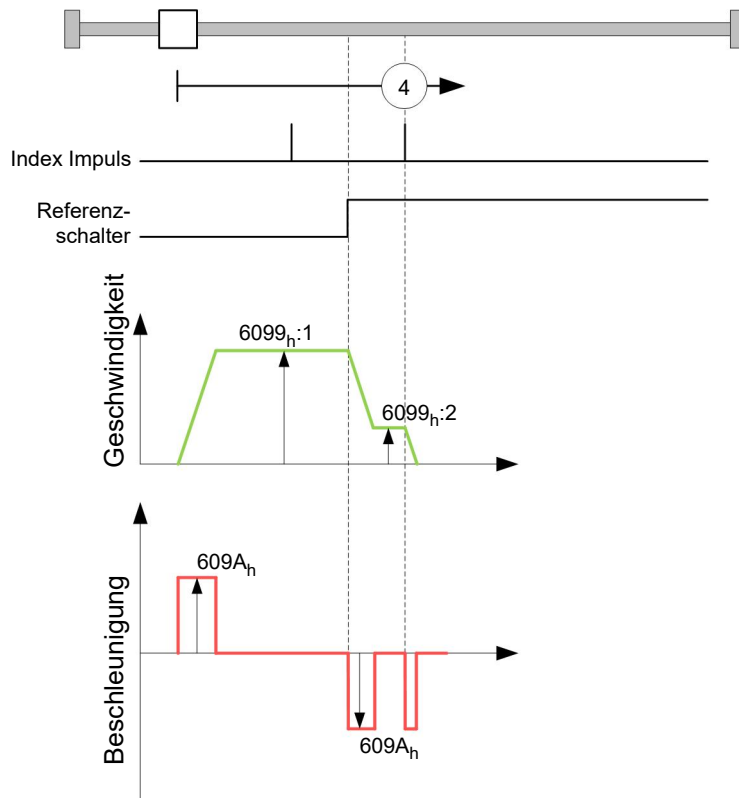 4
Index Impuls
Referenz-
schalter
Geschwindigkeit
6099h:1
6099h:2
Beschleunigung
609Ah
609Ah